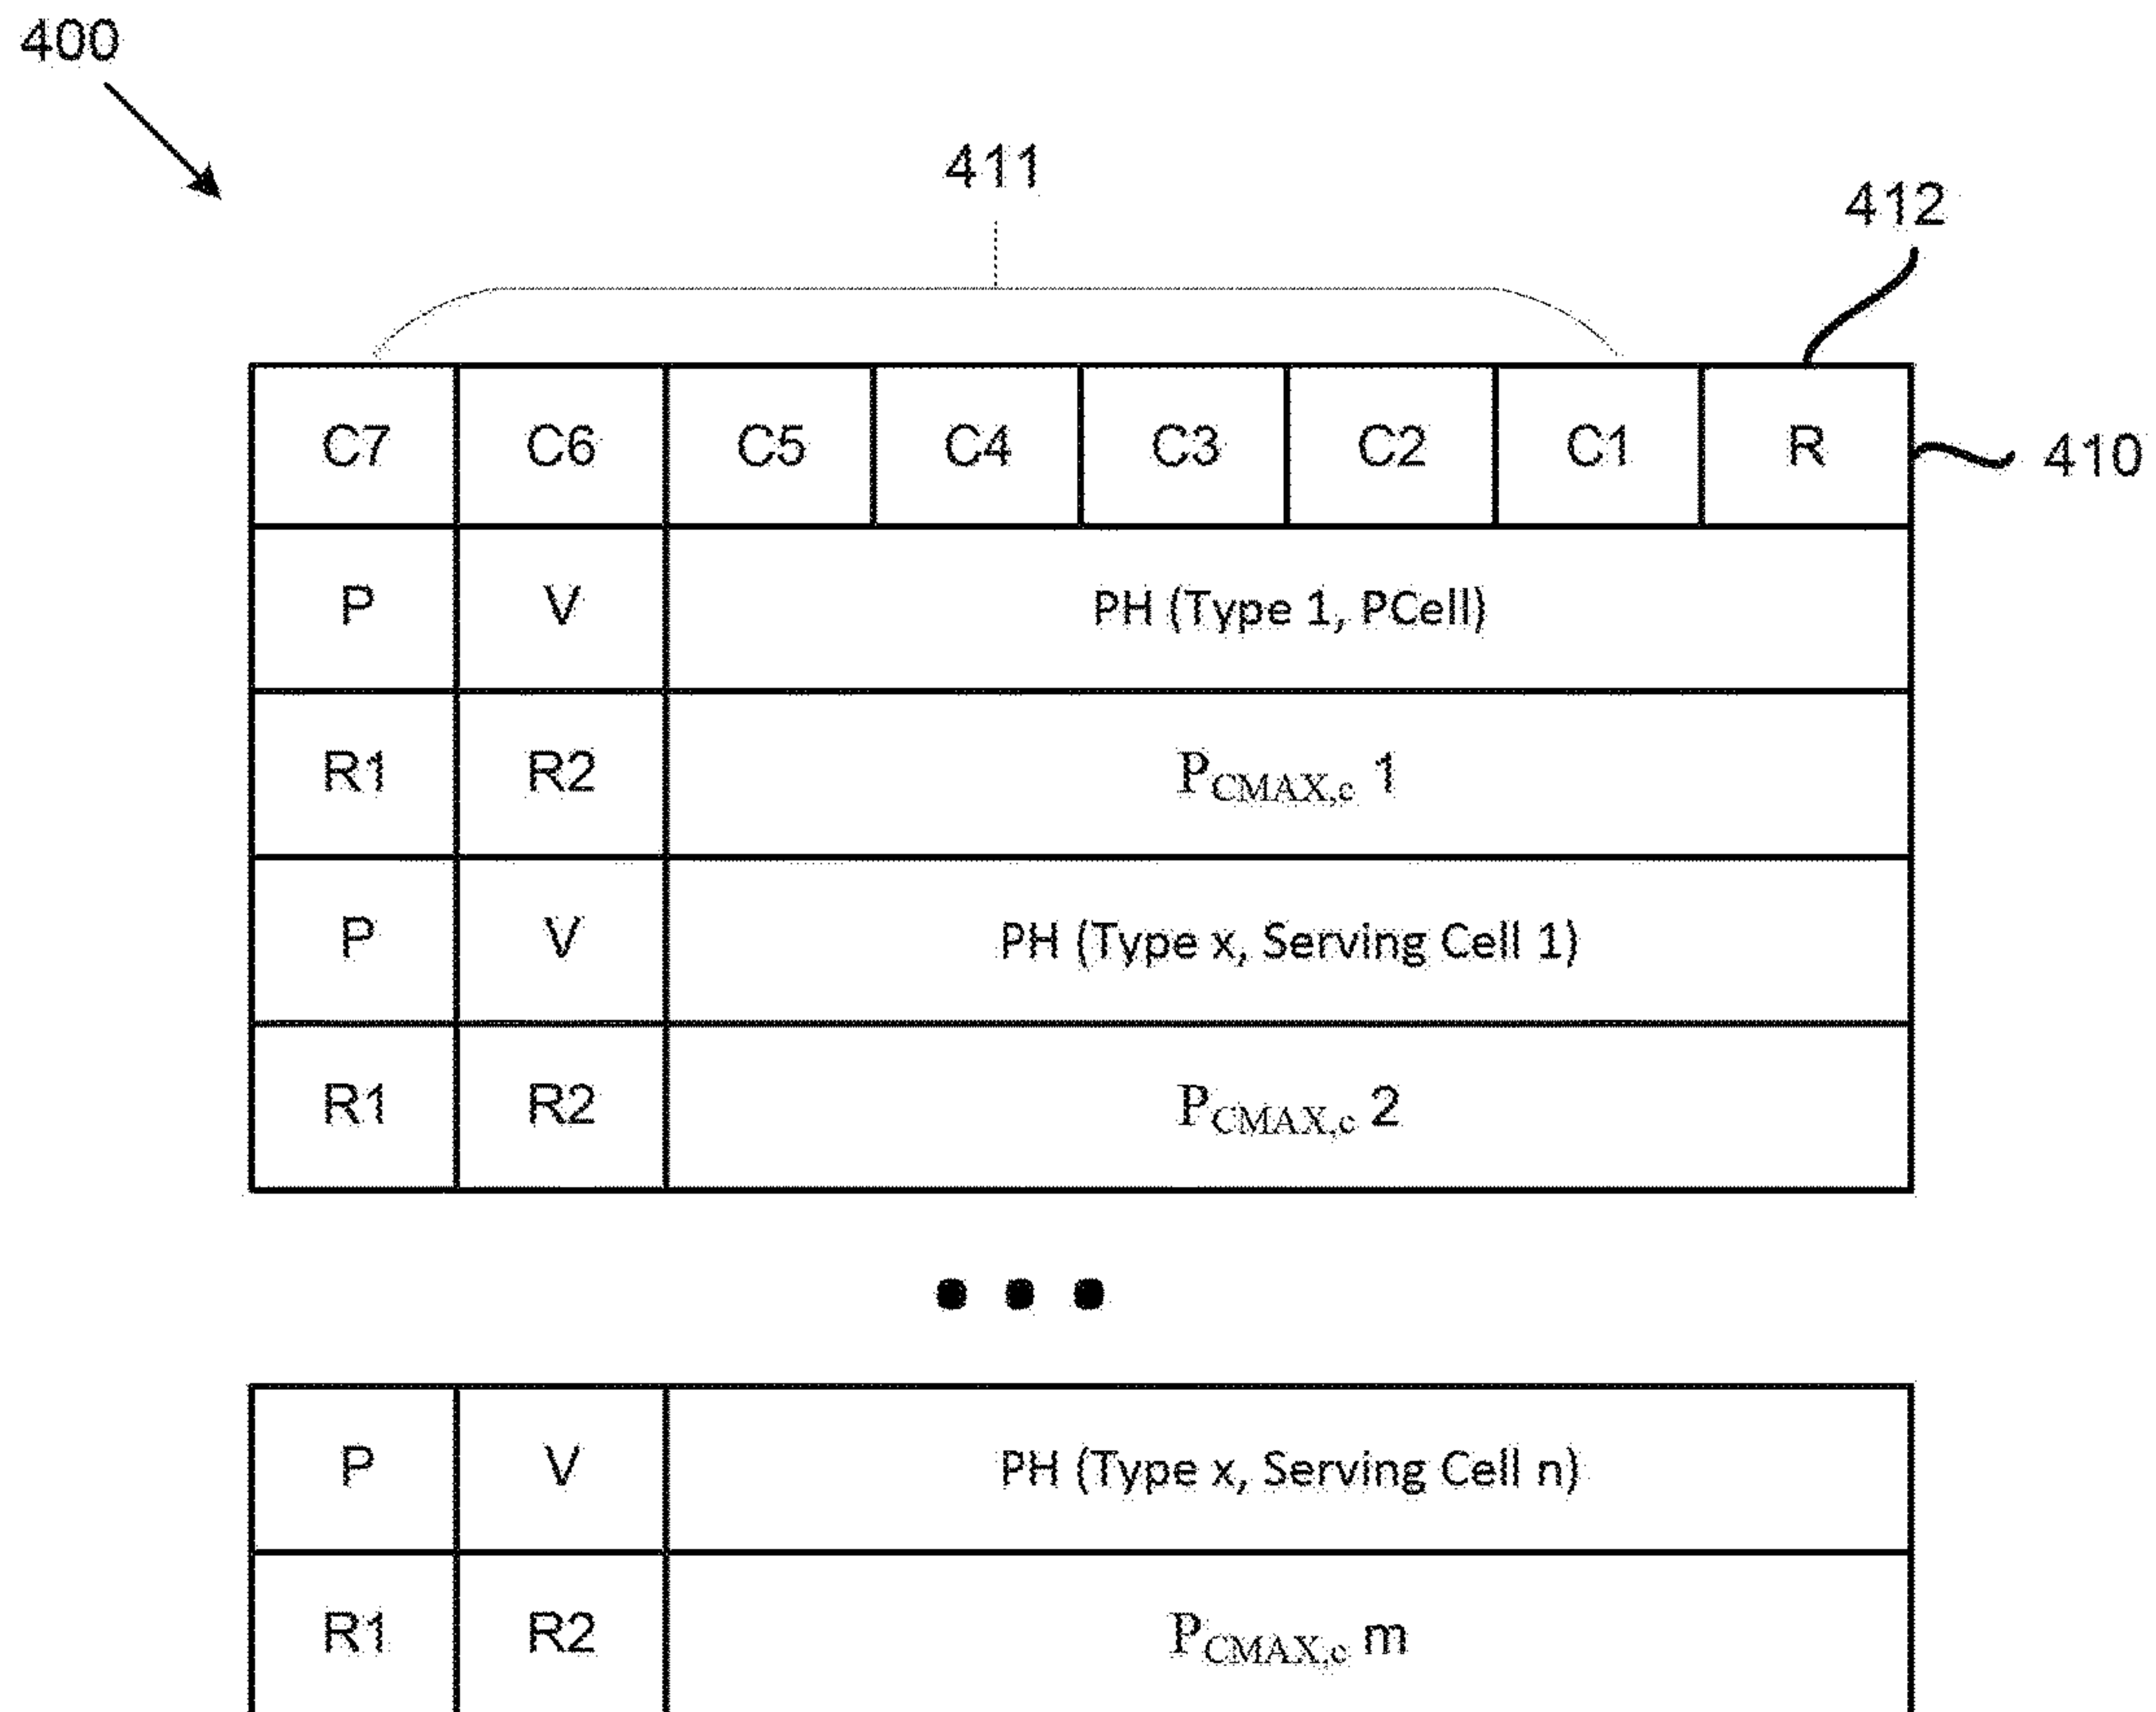 400
411
412
C7 C6 C5 C4 C3 C2 C1 R 410
P V PH (Type 1, PCell)
R1 R2 PCMAX,c 1
P V PH (Type x, Serving Cell 1)
R1 R2 PCMAX,c 2
P V PH (Type x, Serving Cell n)
R1 R2 PCMAX,c m